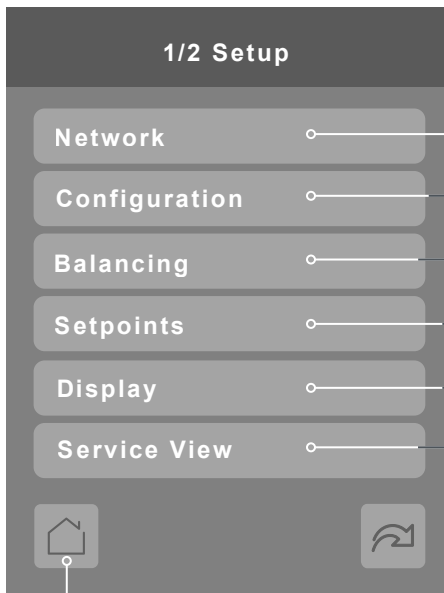 1/2 Setup
Network
Configuration
Balancing
Setpoints
Display
Service View